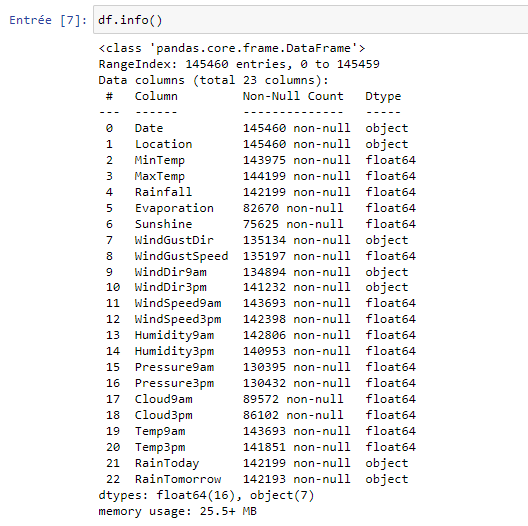 Entrée [7]: df.info()
<class 'pandas.core.frame.DataFrame'>
RangeIndex: 145460 entries, 0 to 145459
Data columns (total 23 columns):
 #   Column         Non-Null Count   Dtype
---  ------         --------------   -----
 0   Date           145460 non-null  object
 1   Location       145460 non-null  object
 2   MinTemp        143975 non-null  float64
 3   MaxTemp        144199 non-null  float64
 4   Rainfall       142199 non-null  float64
 5   Evaporation    82670 non-null   float64
 6   Sunshine       75625 non-null   float64
 7   WindGustDir    135134 non-null  object
 8   WindGustSpeed  135197 non-null  float64
 9   WindDir9am     134894 non-null  object
 10  WindDir3pm     141232 non-null  object
 11  WindSpeed9am   143693 non-null  float64
 12  WindSpeed3pm   142398 non-null  float64
 13  Humidity9am    142806 non-null  float64
 14  Humidity3pm    140953 non-null  float64
 15  Pressure9am    130395 non-null  float64
 16  Pressure3pm    130432 non-null  float64
 17  Cloud9am       89572 non-null   float64
 18  Cloud3pm       86102 non-null   float64
 19  Temp9am        143693 non-null  float64
 20  Temp3pm        141851 non-null  float64
 21  RainToday      142199 non-null  object
 22  RainTomorrow   142193 non-null  object
dtypes: float64(16), object(7)
memory usage: 25.5+ MB